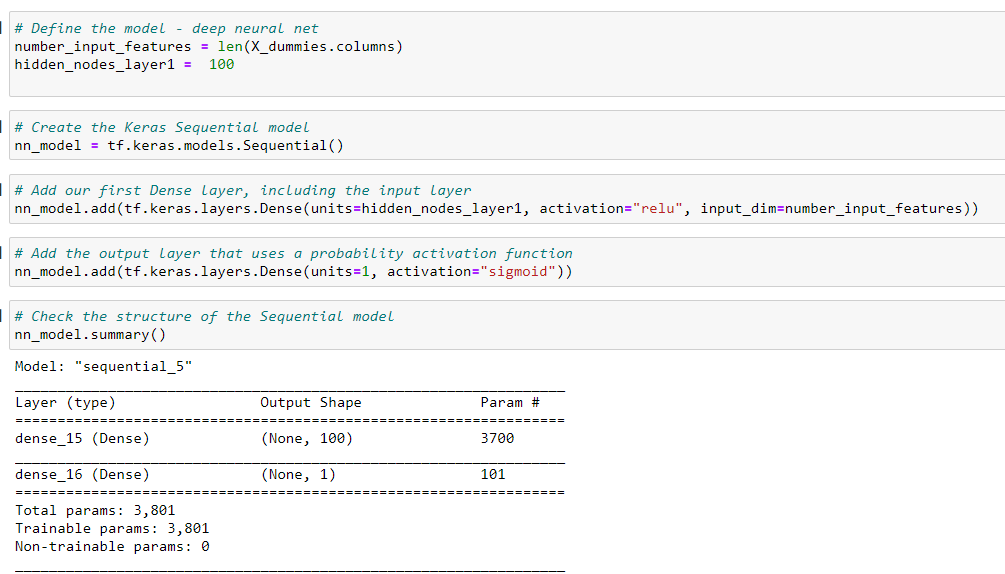 # Define the model - deep neural net
number_input_features = len(X_dummies.columns)
hidden_nodes_layer1 =  100
# Create the Keras Sequential model
nn_model = tf.keras.models.Sequential()
# Add our first Dense layer, including the input layer
nn_model.add(tf.keras.layers.Dense(units=hidden_nodes_layer1, activation="relu", input_dim=number_input_features))
# Add the output layer that uses a probability activation function
nn_model.add(tf.keras.layers.Dense(units=1, activation="sigmoid"))
# Check the structure of the Sequential model
nn_model.summary()
Model: "sequential_5"
_________________________________________________________________
Layer (type)                 Output Shape              Param #
=================================================================
dense_15 (Dense)             (None, 100)               3700
_________________________________________________________________
dense_16 (Dense)             (None, 1)                 101
=================================================================
Total params: 3,801
Trainable params: 3,801
Non-trainable params: 0
_________________________________________________________________